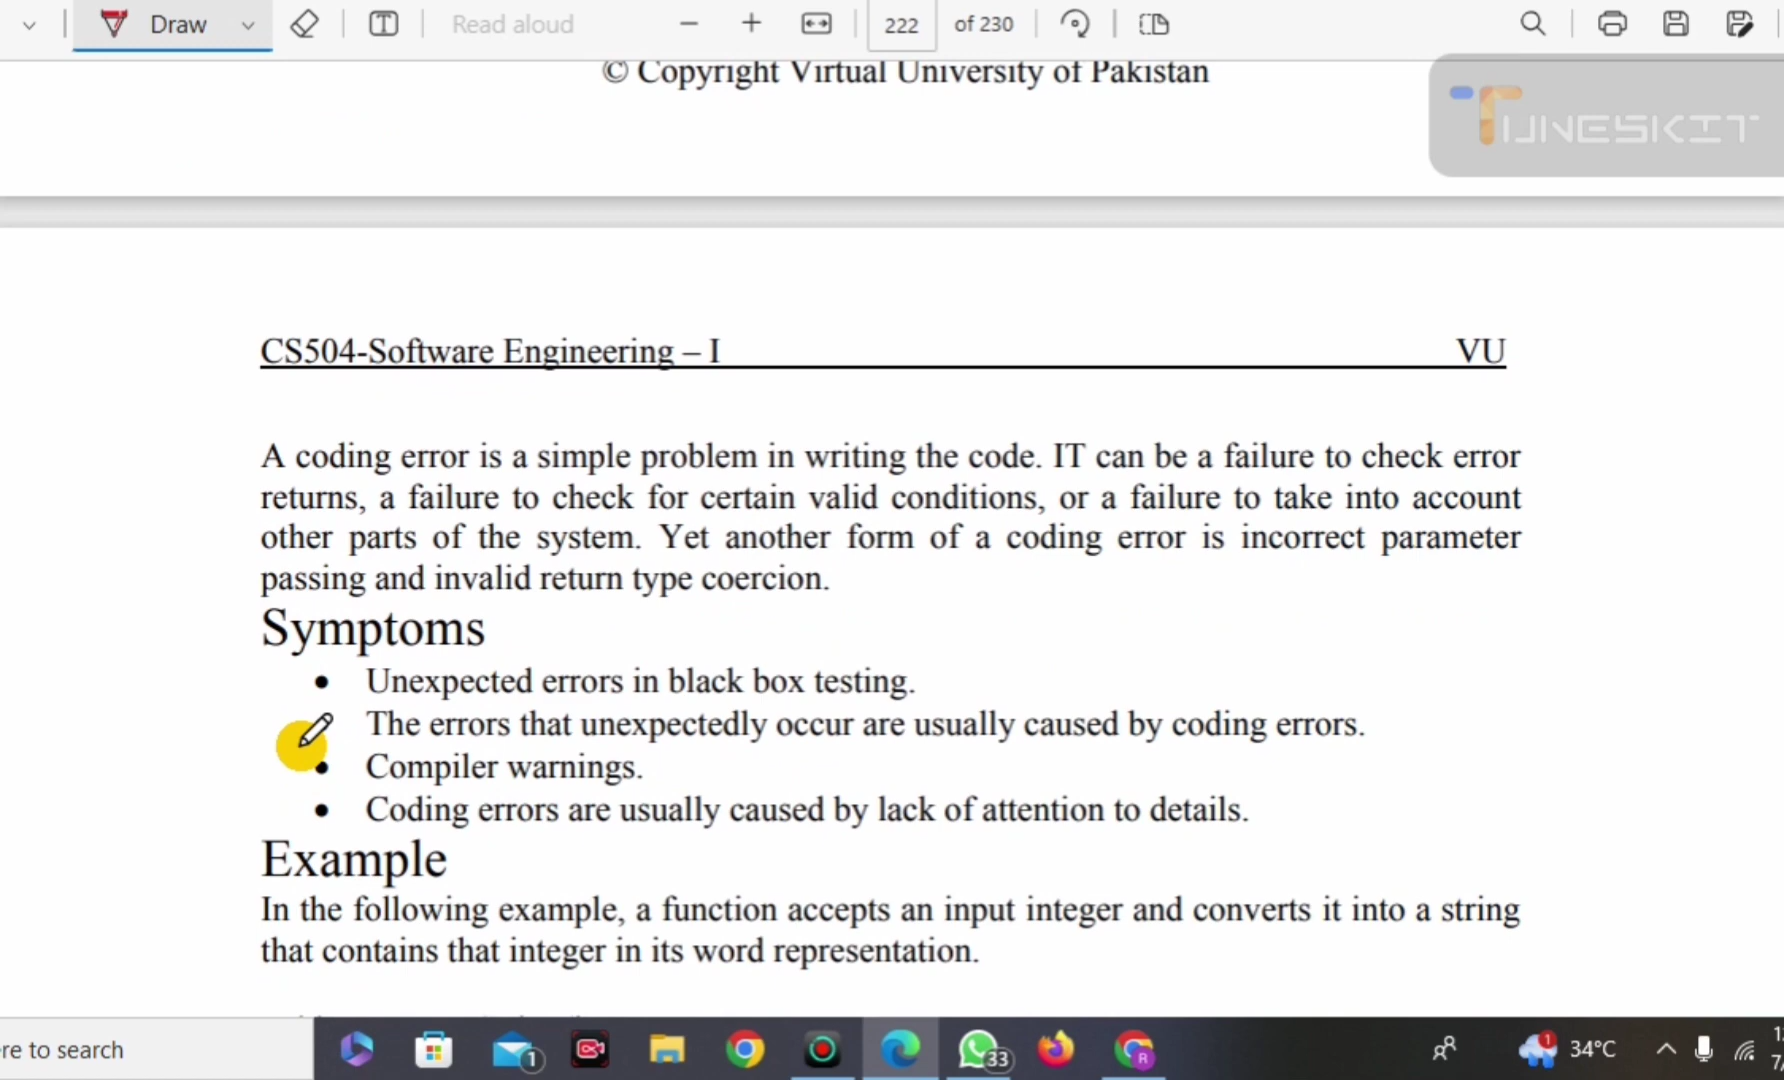 Draw
Read aloud
222 of 230
© Copyright Virtual University of Pakistan
TUNESKIT
CS504-Software Engineering – I VU
A coding error is a simple problem in writing the code. IT can be a failure to check error
returns, a failure to check for certain valid conditions, or a failure to take into account
other parts of the system. Yet another form of a coding error is incorrect parameter
passing and invalid return type coercion.
Symptoms
• Unexpected errors in black box testing.
The errors that unexpectedly occur are usually caused by coding errors.
• Compiler warnings.
• Coding errors are usually caused by lack of attention to details.
Example
In the following example, a function accepts an input integer and converts it into a string
that contains that integer in its word representation.
re to search
1
33
R
1
34°C